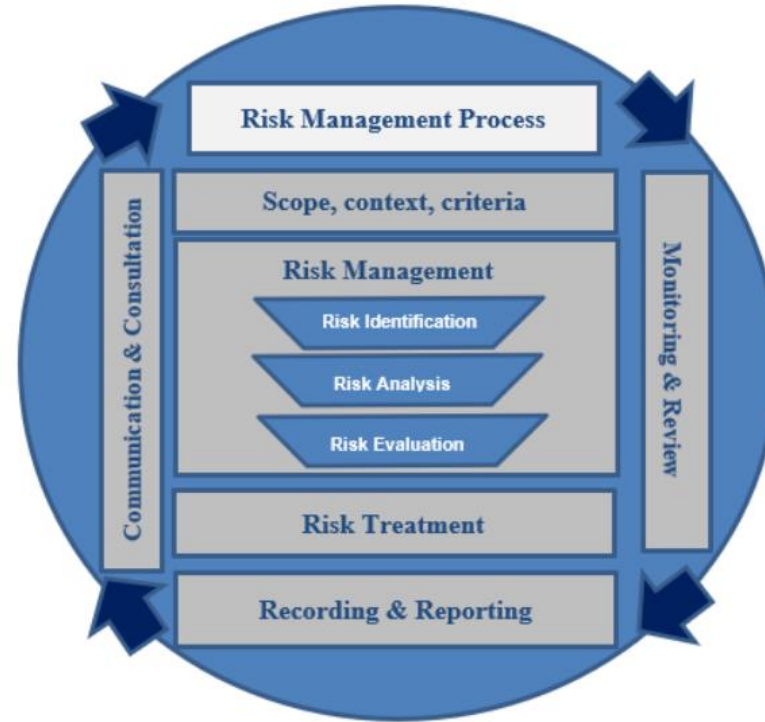 Risk Management Process
Scope, context, criteria
Communication & Consultation
Risk Management
Risk Identification
Risk Analysis
Risk Evaluation
Monitoring & Review
Risk Treatment
Recording & Reporting